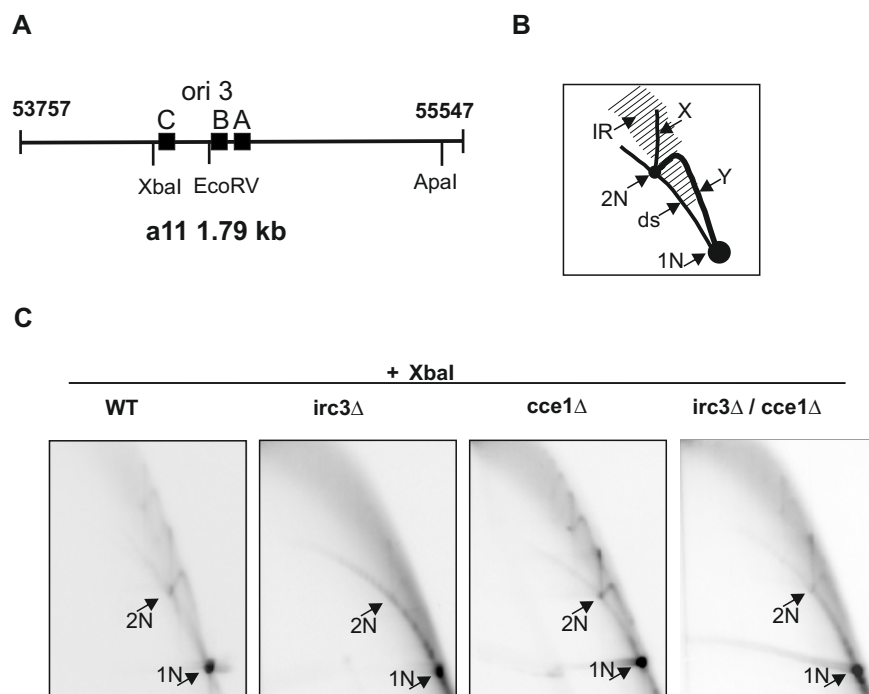 A
ori 3
53757
55547
C B A
XbaI EcoRV ApaI
a11 1.79 kb
B
IR X
2N Y
ds
1N
C
+ XbaI
WT irc3Δ cce1Δ irc3Δ / cce1Δ
2N 2N 2N 2N
1N 1N 1N 1N